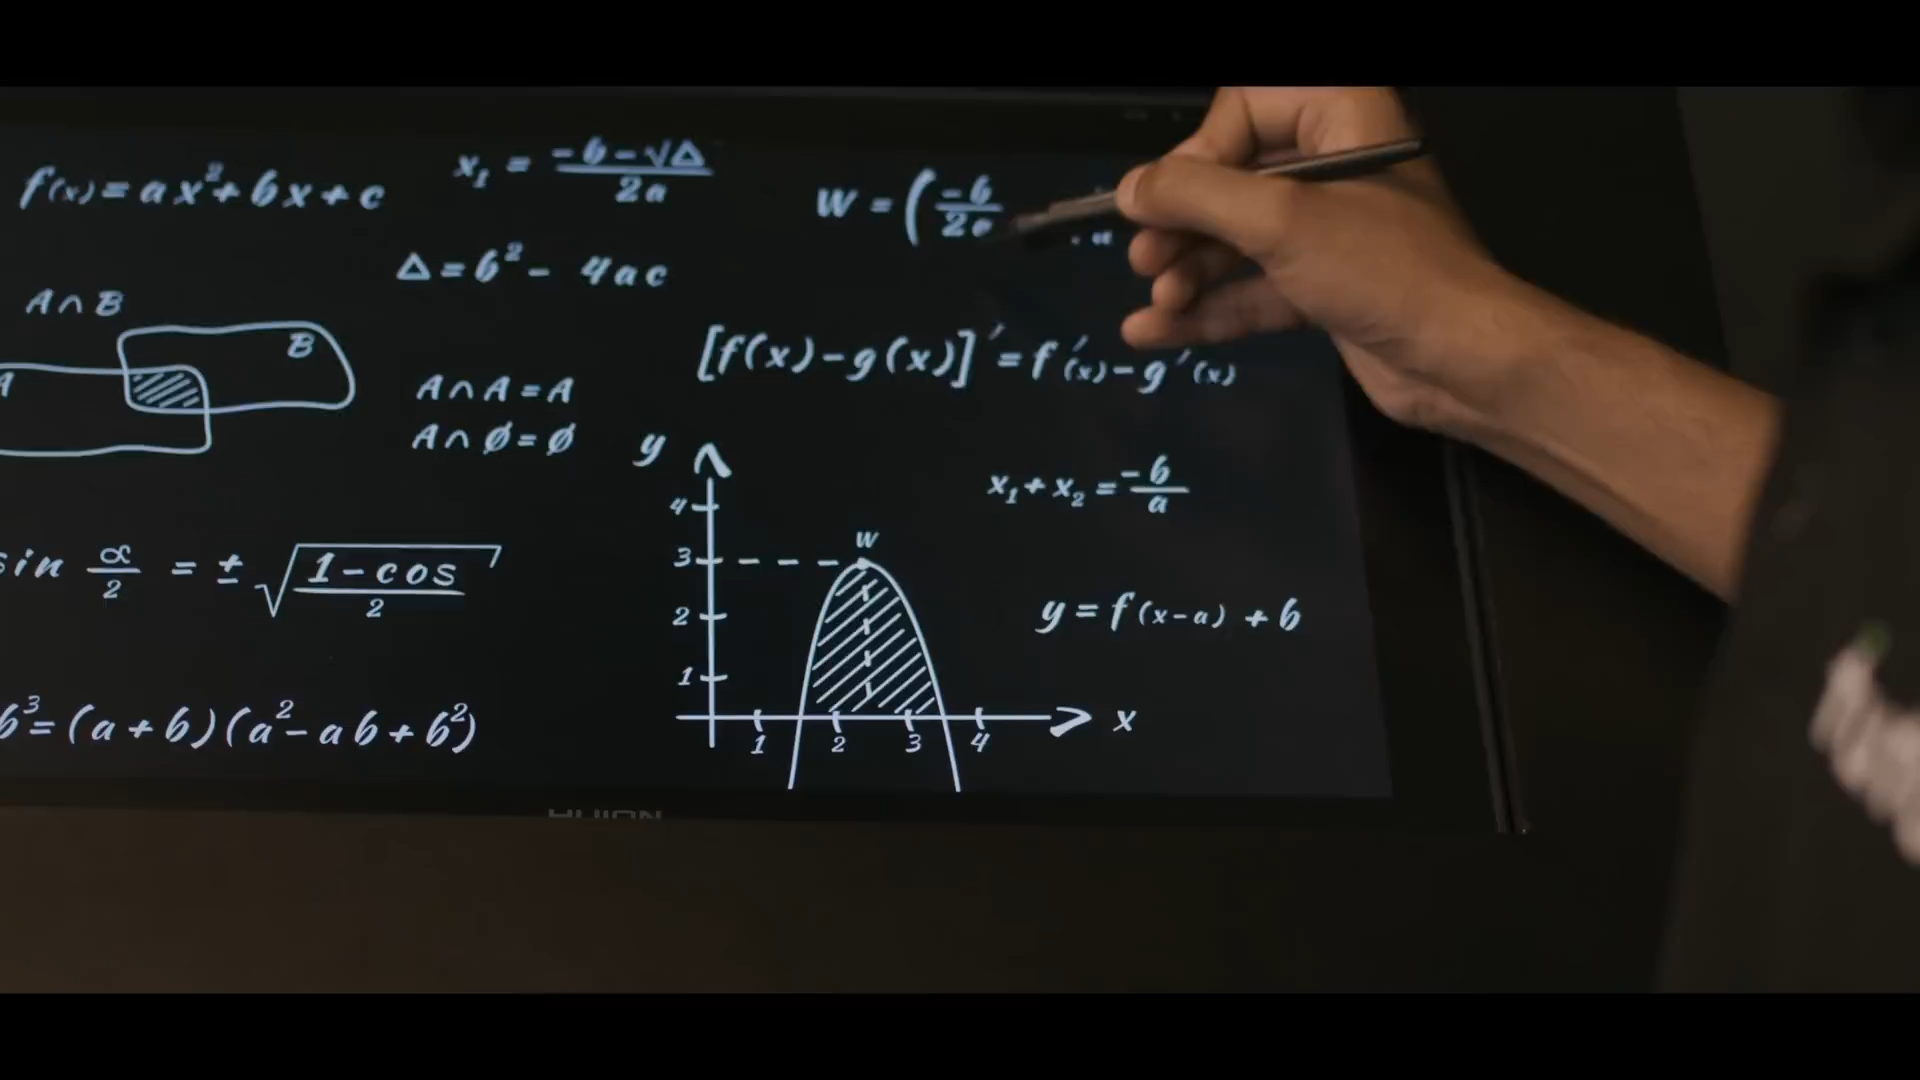 f(x) = ax² + bx + c
x₁ = (-b - √Δ)/2a
W = (-b/2a
Δ = b² - 4ac
A ∩ B
B
A
A ∩ A = A
A ∩ ∅ = ∅
[f(x) - g(x)]' = f'(x) - g'(x)
x₁ + x₂ = -b/a
sin α/2 = ± √(1 - cos/2)
y = f(x-a) + b
b³ = (a + b)(a² - ab + b²)
y
4
3
W
2
1
1 2 3 4
x
HUION